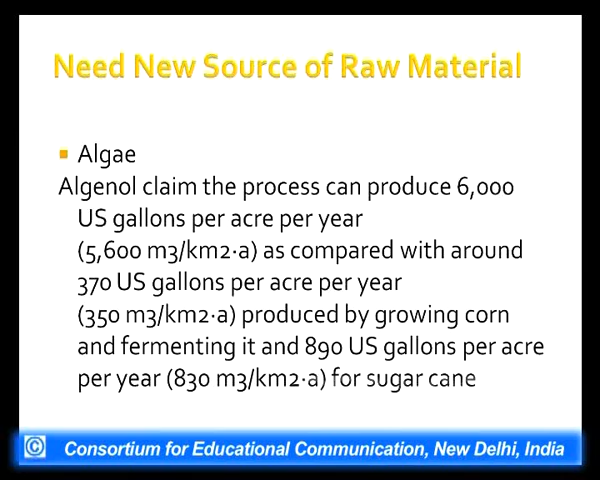 Need New Source of Raw Material
Algae
Algenol claim the process can produce 6,000
US gallons per acre per year
(5,600 m3/km2·a) as compared with around
370 US gallons per acre per year
(350 m3/km2·a) produced by growing corn
and fermenting it and 890 US gallons per acre
per year (830 m3/km2·a) for sugar cane
© Consortium for Educational Communication, New Delhi, India